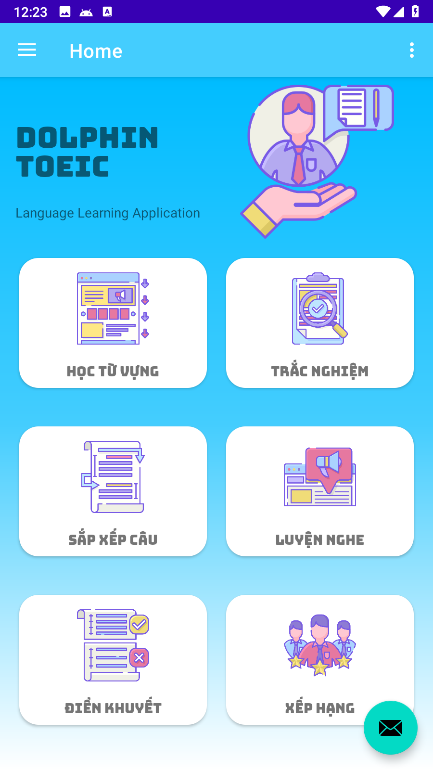 12:23
Home
DOLPHIN
TOEIC
Language Learning Application
HỌC TỪ VỰNG
TRẮC NGHIỆM
SẮP XẾP CÂU
LUYỆN NGHE
ĐIỀN KHUYẾT
XẾP HẠNG